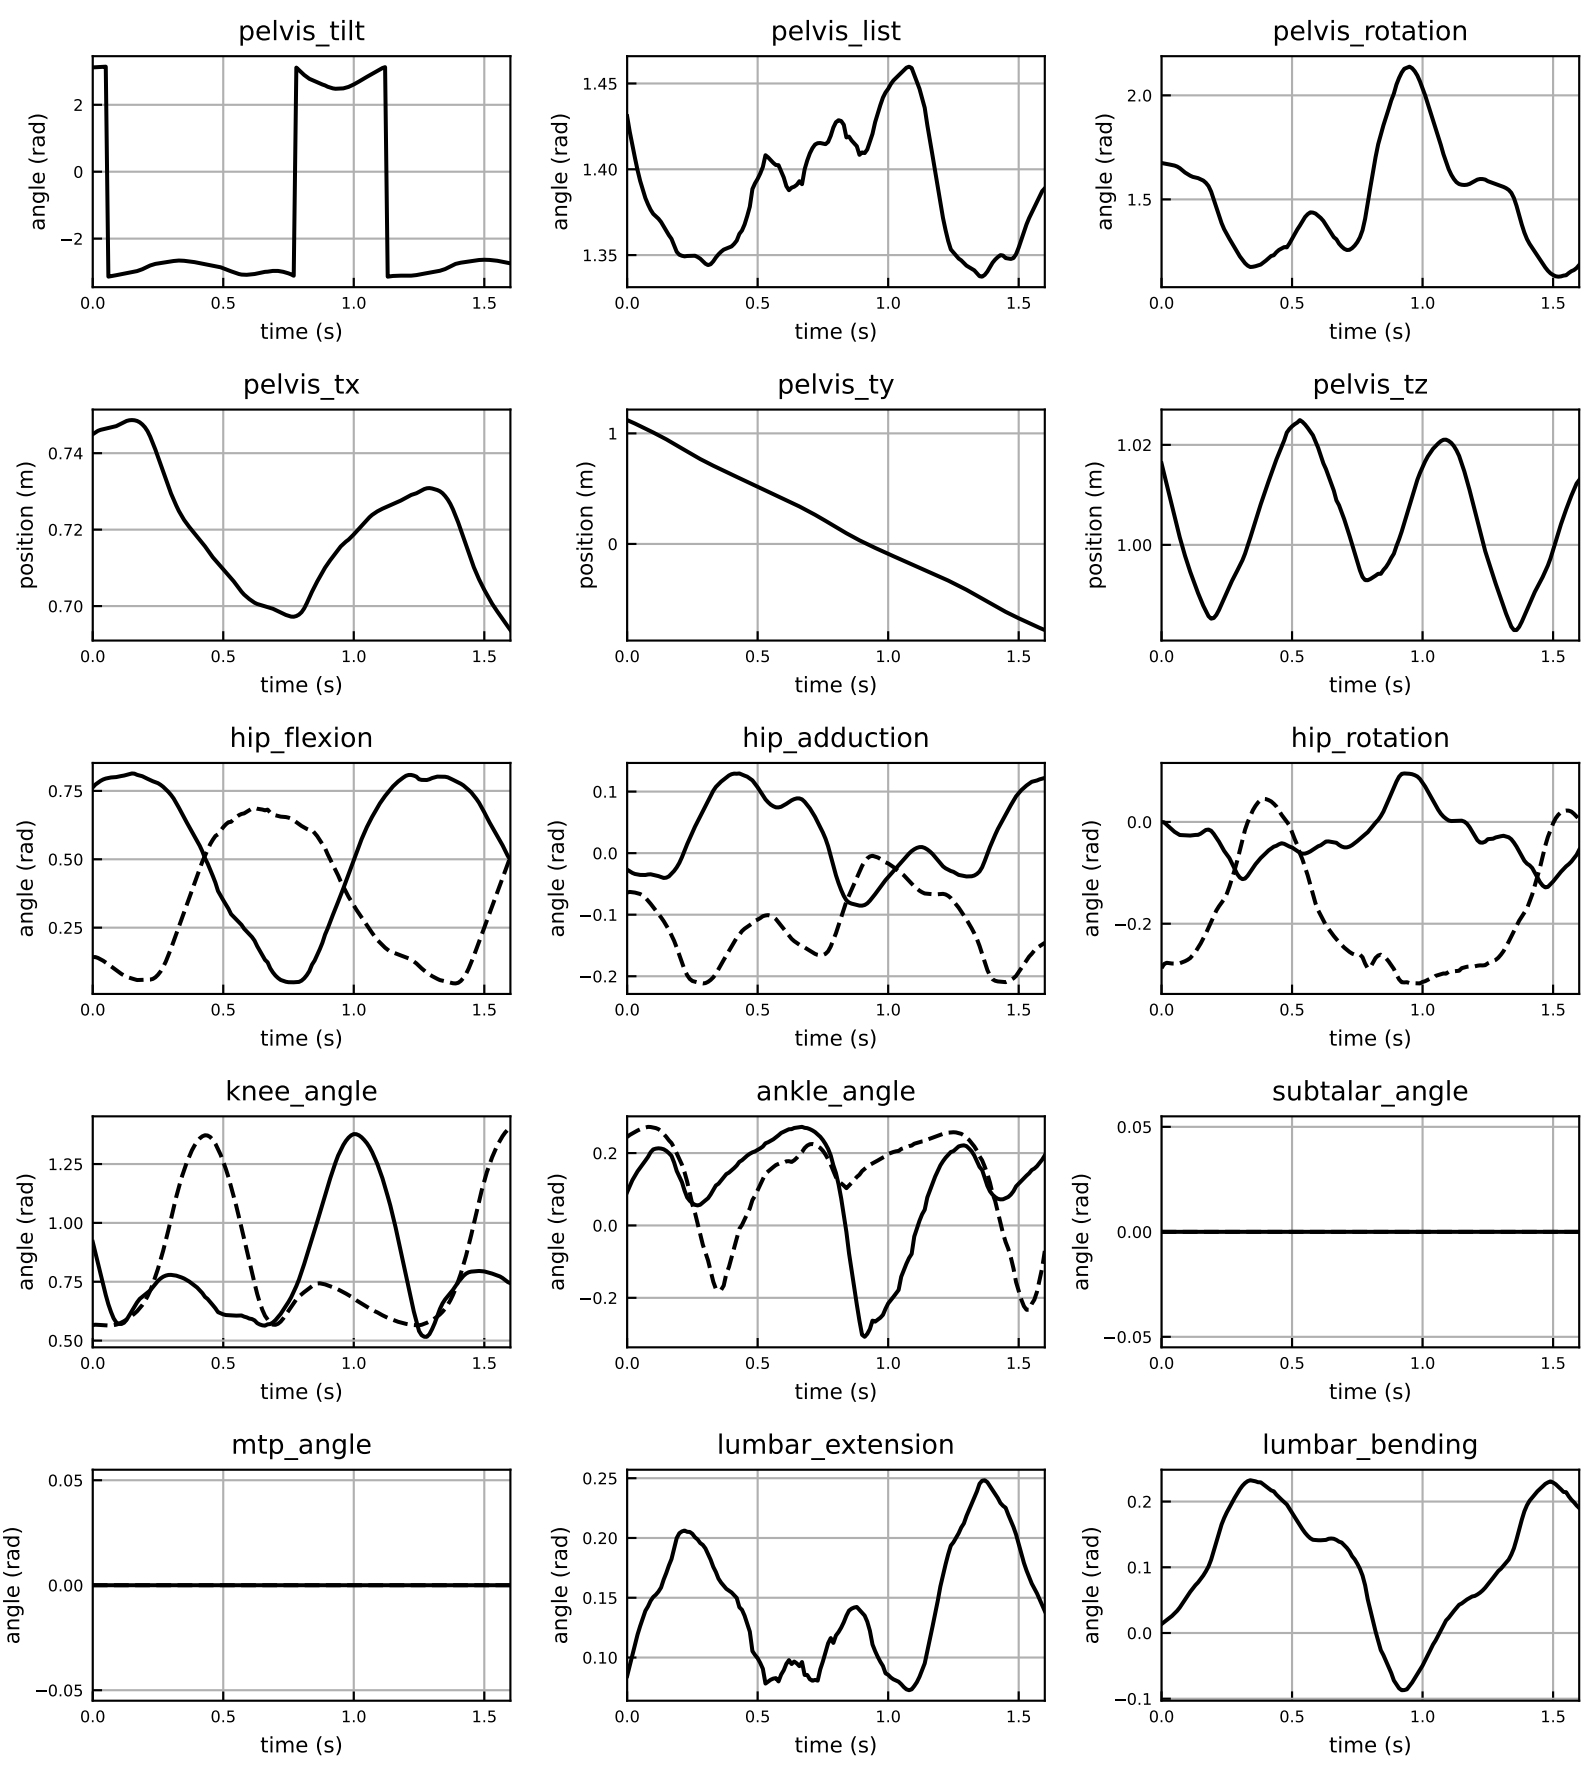 pelvis_tilt
angle (rad)
2
0
−2
0.0 0.5 1.0 1.5
time (s)
pelvis_list
angle (rad)
1.45
1.40
1.35
0.0 0.5 1.0 1.5
time (s)
pelvis_rotation
angle (rad)
2.0
1.5
0.0 0.5 1.0 1.5
time (s)
pelvis_tx
position (m)
0.74
0.72
0.70
0.0 0.5 1.0 1.5
time (s)
pelvis_ty
position (m)
1
0
0.0 0.5 1.0 1.5
time (s)
pelvis_tz
position (m)
1.02
1.00
0.0 0.5 1.0 1.5
time (s)
hip_flexion
angle (rad)
0.75
0.50
0.25
0.0 0.5 1.0 1.5
time (s)
hip_adduction
angle (rad)
0.1
0.0
−0.1
−0.2
0.0 0.5 1.0 1.5
time (s)
hip_rotation
angle (rad)
0.0
−0.2
0.0 0.5 1.0 1.5
time (s)
knee_angle
angle (rad)
1.25
1.00
0.75
0.50
0.0 0.5 1.0 1.5
time (s)
ankle_angle
angle (rad)
0.2
0.0
−0.2
0.0 0.5 1.0 1.5
time (s)
subtalar_angle
angle (rad)
0.05
0.00
−0.05
0.0 0.5 1.0 1.5
time (s)
mtp_angle
angle (rad)
0.05
0.00
−0.05
0.0 0.5 1.0 1.5
time (s)
lumbar_extension
angle (rad)
0.25
0.20
0.15
0.10
0.0 0.5 1.0 1.5
time (s)
lumbar_bending
angle (rad)
0.2
0.1
0.0
−0.1
0.0 0.5 1.0 1.5
time (s)